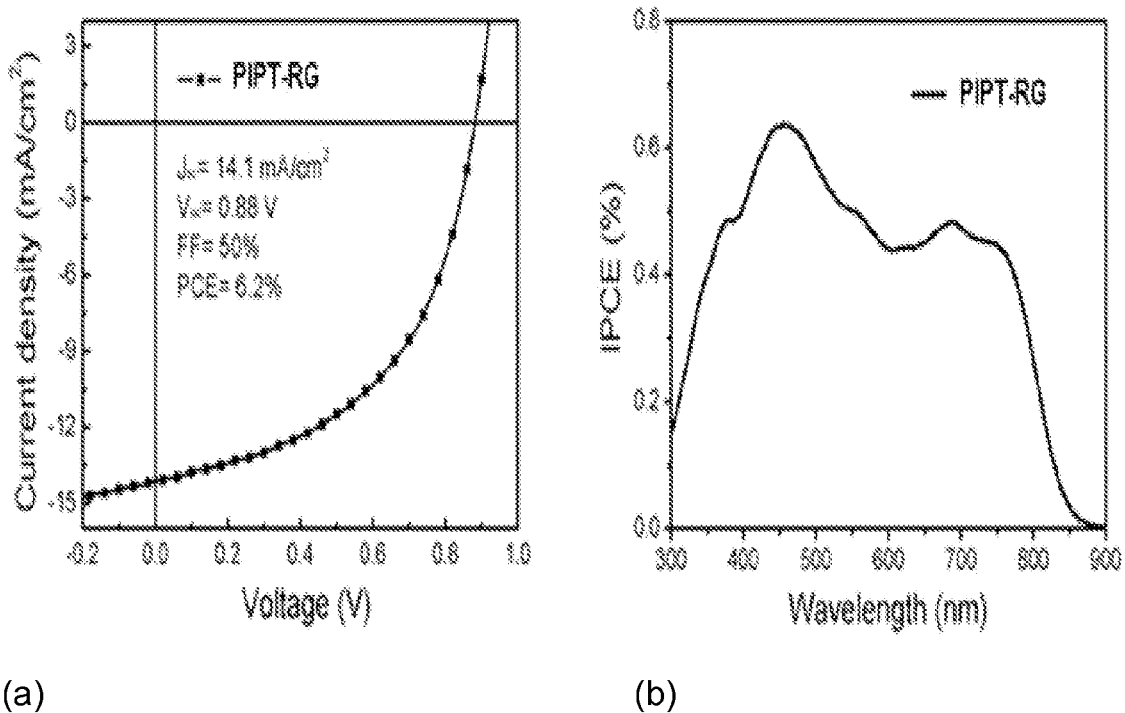 3
0
-3
-6
-9
-12
-15
-0.2 0.0 0.2 0.4 0.6 0.8 1.0
Current density (mA/cm²)
Voltage (V)
PIPT-RG
Jsc= 14.1 mA/cm²
Voc= 0.88 V
FF= 50%
PCE= 6.2%
(a)
0.8
0.6
0.4
0.2
0.0
300 400 500 600 700 800 900
IPCE (%)
Wavelength (nm)
PIPT-RG
(b)